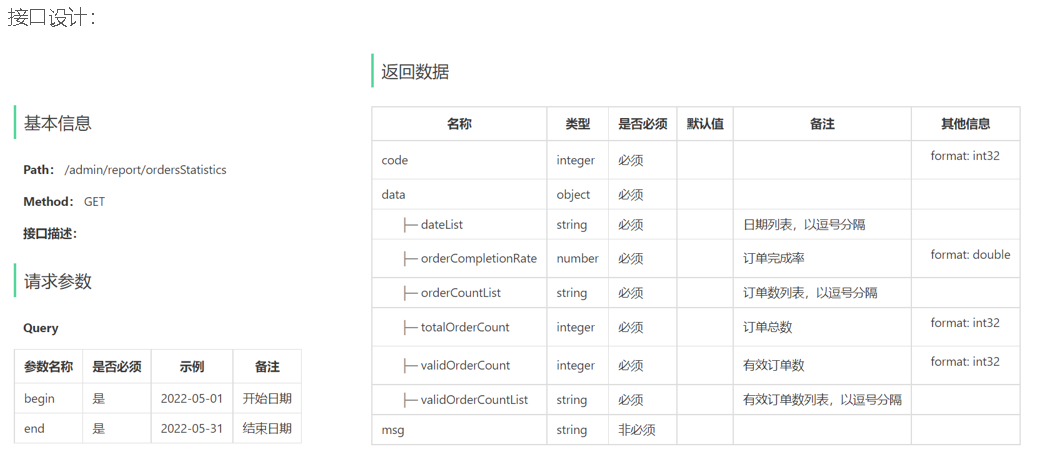 接口设计：
基本信息
Path： /admin/report/ordersStatistics
Method： GET
接口描述：
请求参数
Query
参数名称 是否必须 示例 备注
begin 是 2022-05-01 开始日期
end 是 2022-05-31 结束日期
返回数据
名称 类型 是否必须 默认值 备注 其他信息
code integer 必须 format: int32
data object 必须
├─ dateList string 必须 日期列表，以逗号分隔
├─ orderCompletionRate number 必须 订单完成率 format: double
├─ orderCountList string 必须 订单数列表，以逗号分隔
├─ totalOrderCount integer 必须 订单总数 format: int32
├─ validOrderCount integer 必须 有效订单数 format: int32
├─ validOrderCountList string 必须 有效订单数列表，以逗号分隔
msg string 非必须